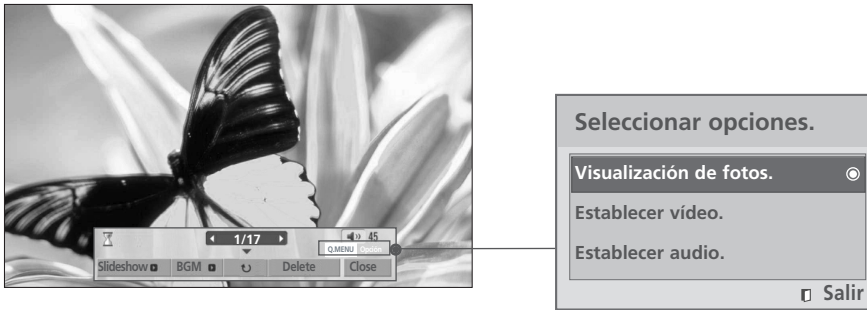 1/17
45
Q.MENU Opción
Slideshow BGM Delete Close
Seleccionar opciones.
Visualización de fotos.
Establecer vídeo.
Establecer audio.
Salir